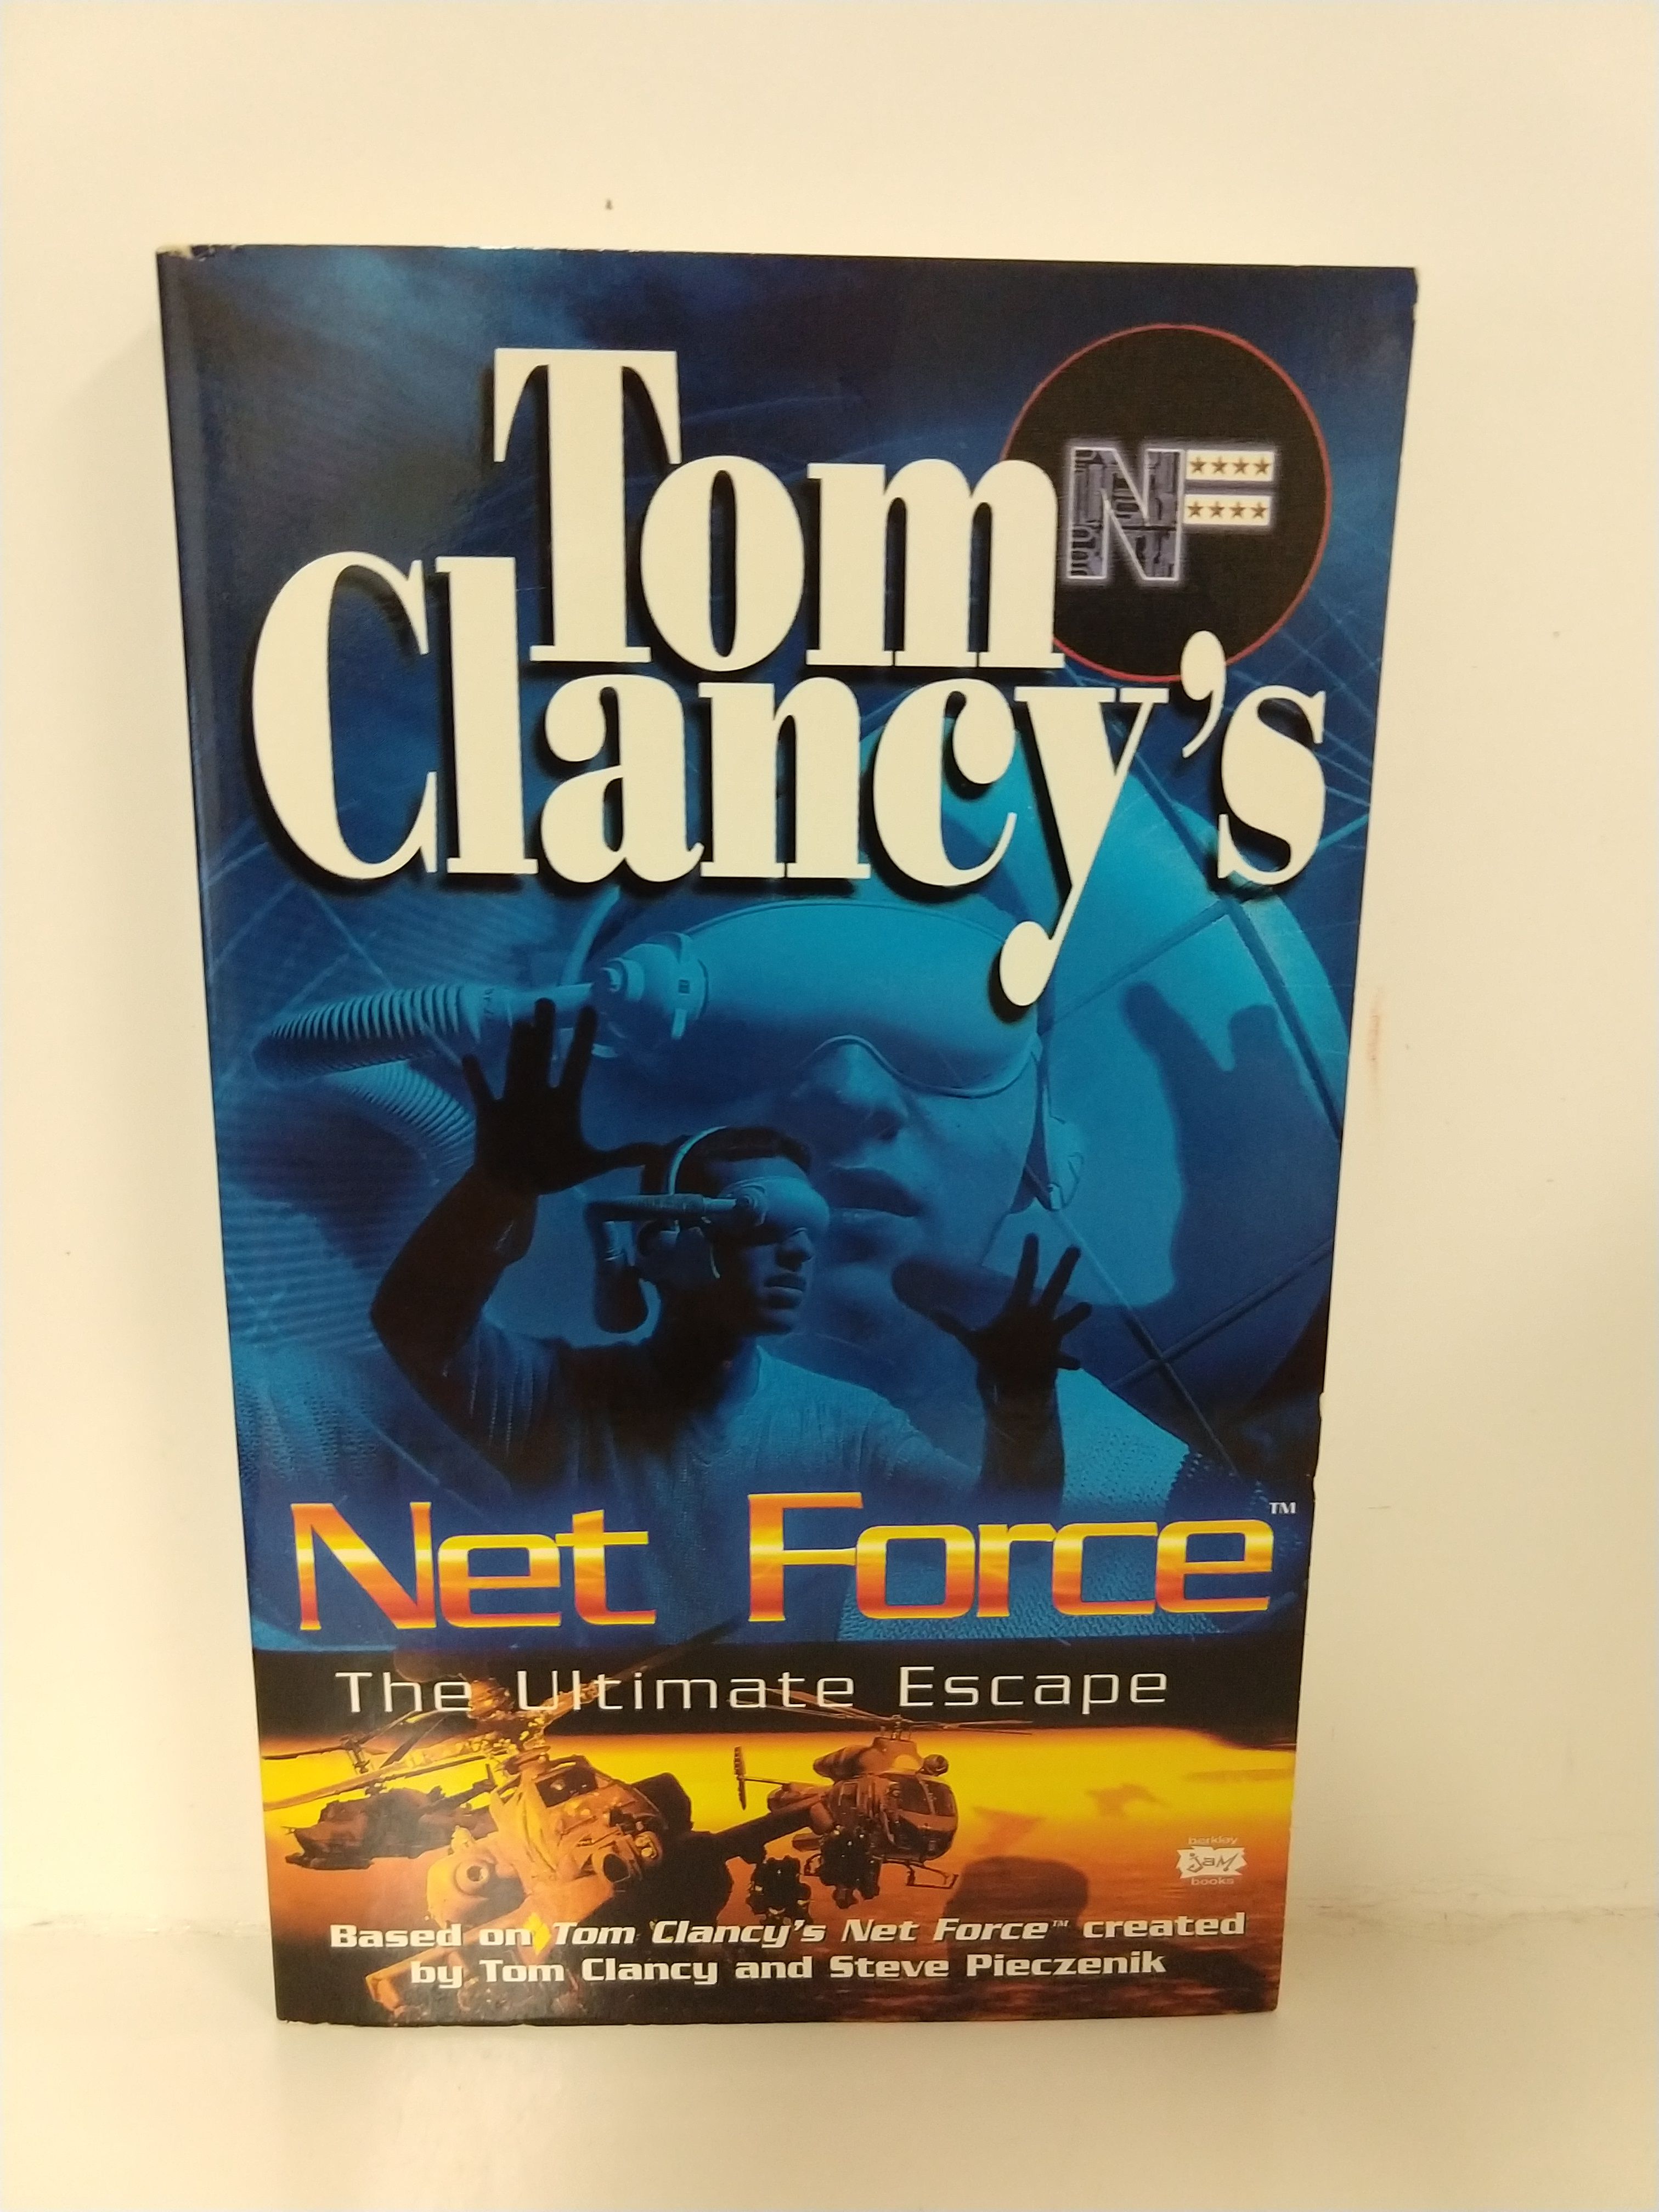 Tom
NF
Clancy's
Net Force™
The Ultimate Escape
berkley
JAM
books
Based on Tom Clancy's Net Force™ created
by Tom Clancy and Steve Pieczenik